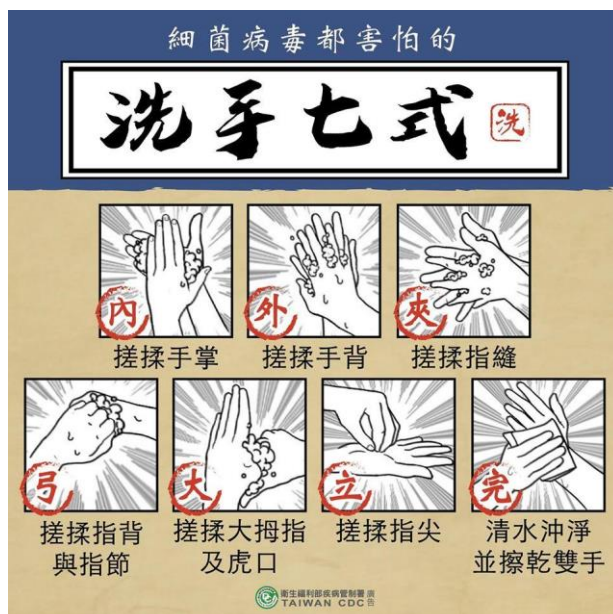 細菌病毒都害怕的
洗手七式
洗
內
搓揉手掌
外
搓揉手背
夾
搓揉指縫
弓
搓揉指背
與指節
大
搓揉大拇指
及虎口
立
搓揉指尖
完
清水沖淨
並擦乾雙手
衛生福利部疾病管制署
TAIWAN CDC
廣告